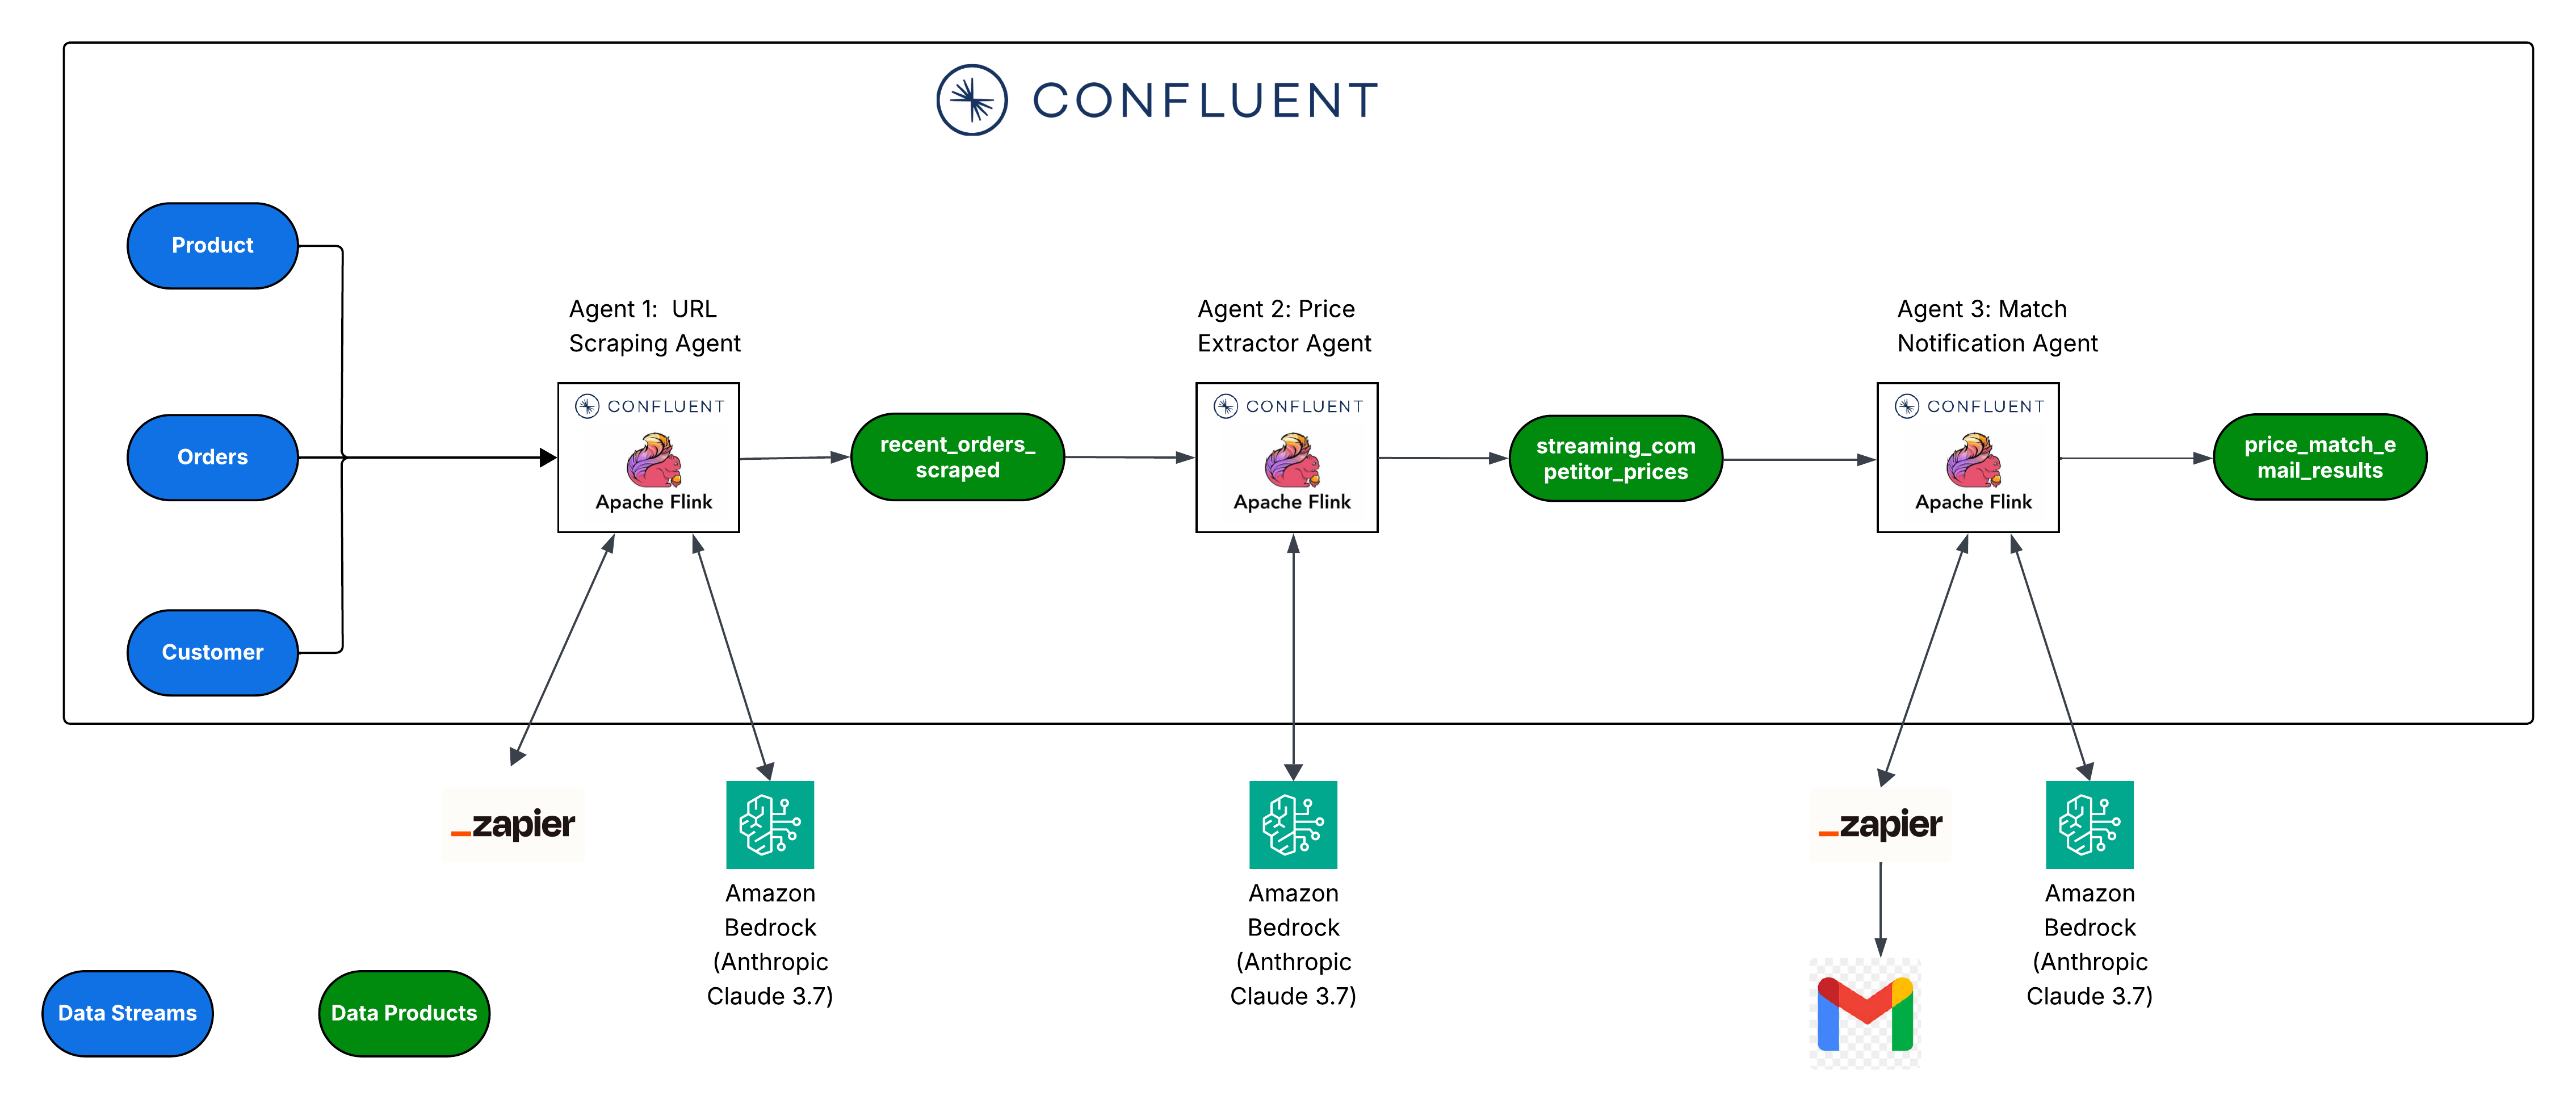 CONFLUENT
Product
Orders
Customer
Agent 1:  URL
Scraping Agent
CONFLUENT
Apache Flink
recent_orders_
scraped
Agent 2: Price
Extractor Agent
CONFLUENT
Apache Flink
streaming_com
petitor_prices
Agent 3: Match
Notification Agent
CONFLUENT
Apache Flink
price_match_e
mail_results
_zapier
Amazon
Bedrock
(Anthropic
Claude 3.7)
Amazon
Bedrock
(Anthropic
Claude 3.7)
_zapier
Amazon
Bedrock
(Anthropic
Claude 3.7)
Data Streams
Data Products